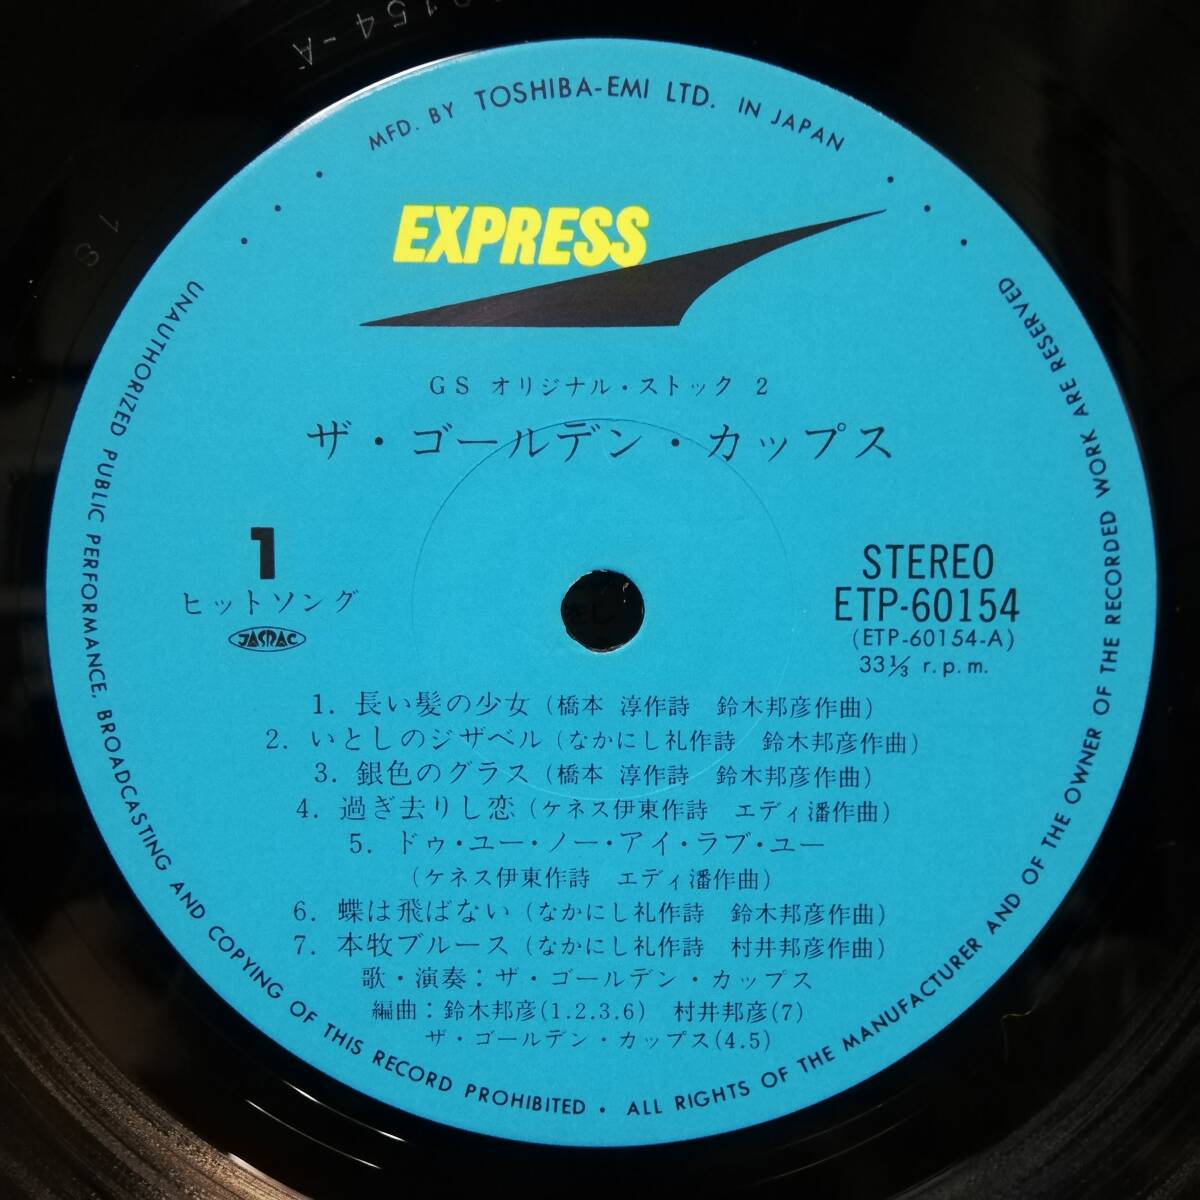 0154-A
1S
MFD. BY TOSHIBA-EMI LTD. IN JAPAN
EXPRESS
GS オリジナル・ストック 2
ザ・ゴールデン・カップス
1
ヒットソング
JASRAC
STEREO
ETP-60154
(ETP-60154-A)
33⅓ r.p.m.
1. 長い髪の少女 (橋本 淳作詩 鈴木邦彦作曲)
2. いとしのジザベル (なかにし礼作詩 鈴木邦彦作曲)
3. 銀色のグラス (橋本 淳作詩 鈴木邦彦作曲)
4. 過ぎ去りし恋 (ケネス伊東作詩 エディ潘作曲)
5. ドゥ・ユー・ノー・アイ・ラブ・ユー
(ケネス伊東作詩 エディ潘作曲)
6. 蝶は飛ばない (なかにし礼作詩 鈴木邦彦作曲)
7. 本牧ブルース (なかにし礼作詩 村井邦彦作曲)
歌・演奏：ザ・ゴールデン・カップス
編曲：鈴木邦彦(1.2.3.6) 村井邦彦(7)
ザ・ゴールデン・カップス(4.5)
UNAUTHORIZED PUBLIC PERFORMANCE, BROADCASTING AND COPYING OF THIS RECORD PROHIBITED • ALL RIGHTS OF THE MANUFACTURER AND OF THE OWNER OF THE RECORDED WORK ARE RESERVED